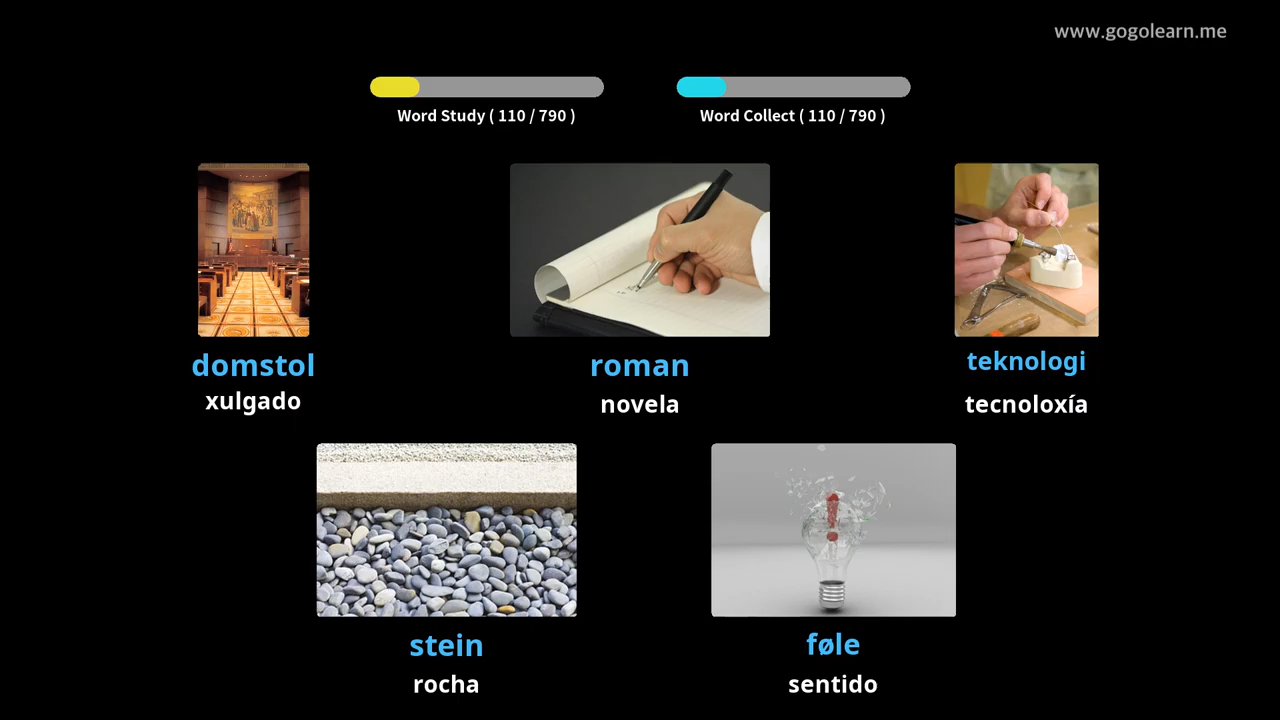 www.gogolearn.me
Word Study ( 110 / 790 )
Word Collect ( 110 / 790 )
domstol
xulgado
roman
novela
teknologi
tecnoloxía
stein
rocha
føle
sentido